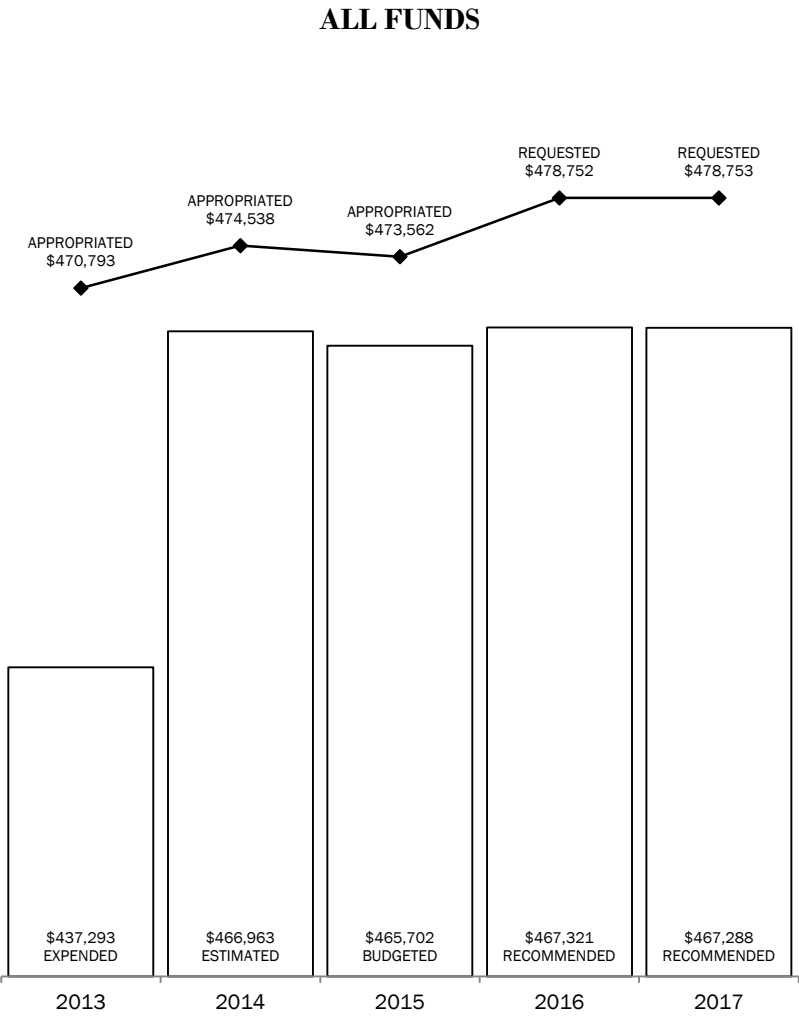 ALL FUNDS
REQUESTED
$478,752
REQUESTED
$478,753
APPROPRIATED
$474,538
APPROPRIATED
$473,562
APPROPRIATED
$470,793
$437,293
EXPENDED
$466,963
ESTIMATED
$465,702
BUDGETED
$467,321
RECOMMENDED
$467,288
RECOMMENDED
2013
2014
2015
2016
2017